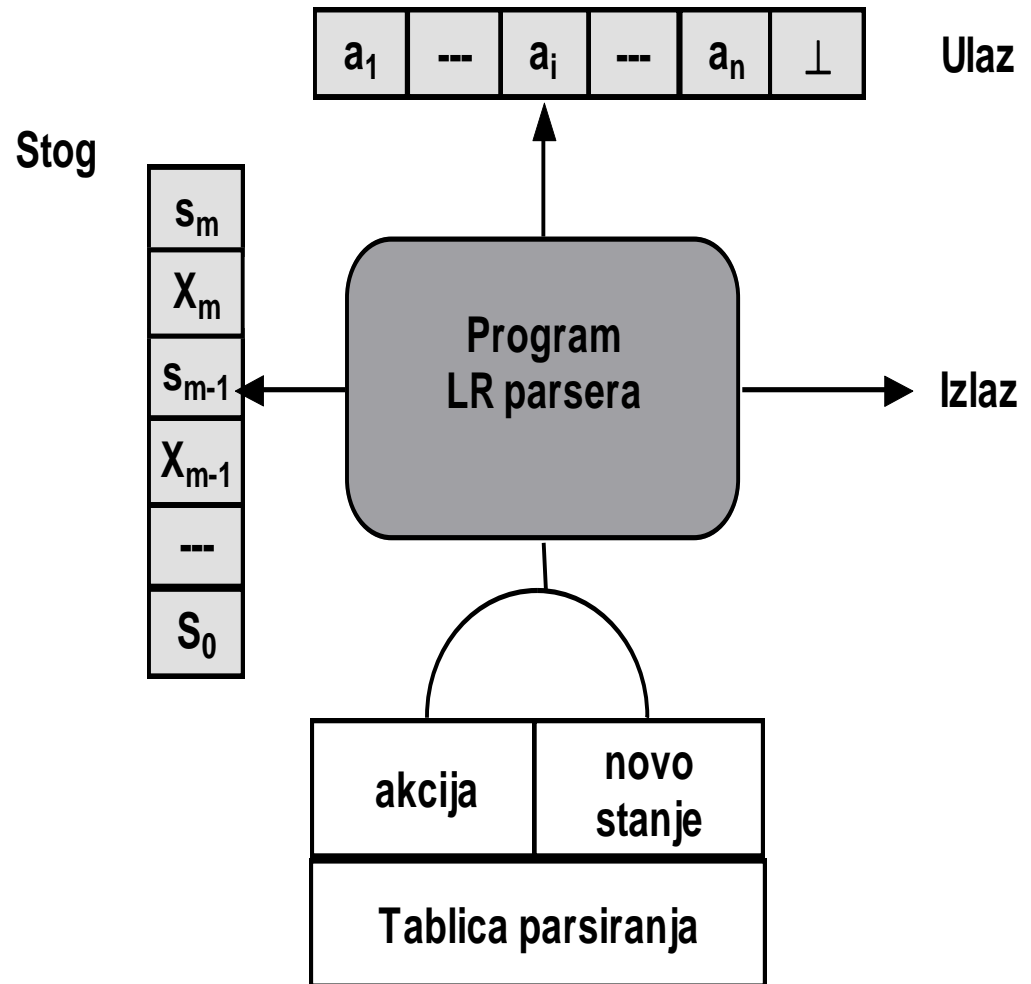 a₁ --- aᵢ --- aₙ ⊥ Ulaz
Stog
sₘ
Xₘ
sₘ₋₁
Xₘ₋₁
---
S₀
Program
LR parsera
Izlaz
akcija
novo
stanje
Tablica parsiranja